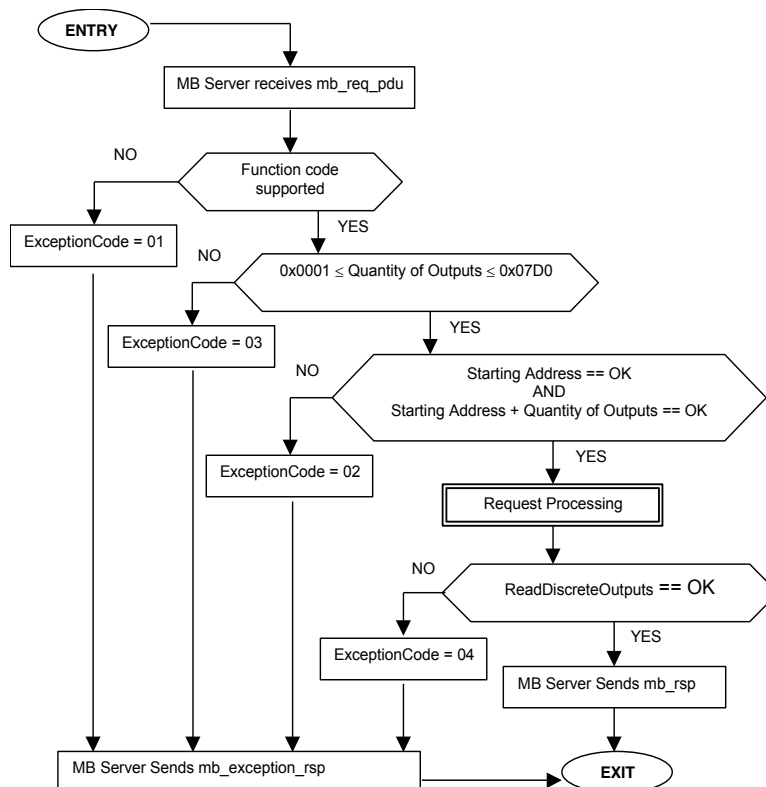 ENTRY
MB Server receives mb_req_pdu
NO
Function code
supported
YES
ExceptionCode = 01
NO
0x0001 ≤ Quantity of Outputs ≤ 0x07D0
YES
ExceptionCode = 03
NO
Starting Address == OK
AND
Starting Address + Quantity of Outputs == OK
YES
ExceptionCode = 02
Request Processing
NO
ReadDiscreteOutputs == OK
YES
ExceptionCode = 04
MB Server Sends mb_rsp
MB Server Sends mb_exception_rsp
EXIT